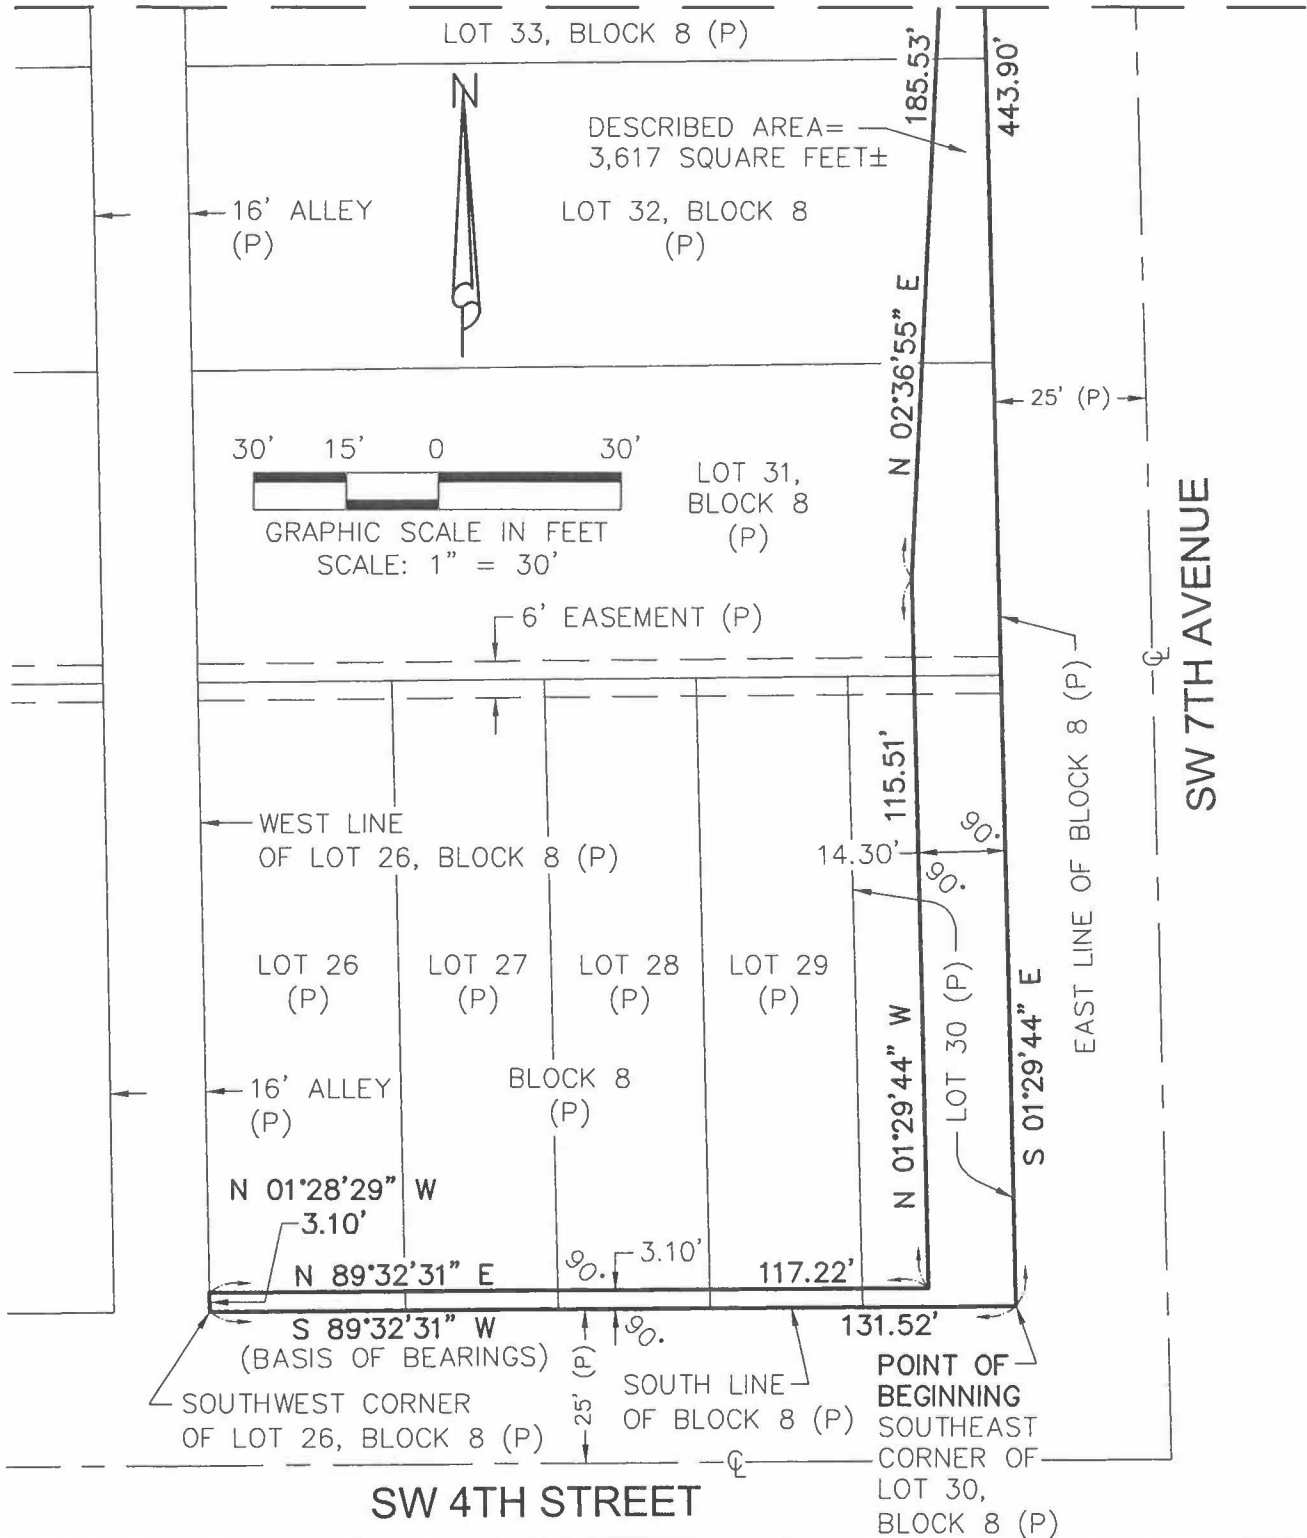 LOT 33, BLOCK 8 (P)
185.53'
443.90'
N
DESCRIBED AREA=
3,617 SQUARE FEET±
16' ALLEY
(P)
LOT 32, BLOCK 8
(P)
N 02°36'55" E
25' (P)
30' 15' 0 30'
GRAPHIC SCALE IN FEET
SCALE: 1" = 30'
LOT 31,
BLOCK 8
(P)
SW 7TH AVENUE
6' EASEMENT (P)
EAST LINE OF BLOCK 8 (P)
℄
115.51'
WEST LINE
OF LOT 26, BLOCK 8 (P)
14.30'
90°
90°
LOT 26
(P)
LOT 27
(P)
LOT 28
(P)
LOT 29
(P)
LOT 30 (P)
N 01°29'44" W
S 01°29'44" E
16' ALLEY
(P)
BLOCK 8
(P)
N 01°28'29" W
3.10'
N 89°32'31" E
90°
3.10'
117.22'
S 89°32'31" W
(BASIS OF BEARINGS)
90°
131.52'
25' (P)
SOUTHWEST CORNER
OF LOT 26, BLOCK 8 (P)
SOUTH LINE
OF BLOCK 8 (P)
POINT OF
BEGINNING
SOUTHEAST
CORNER OF
LOT 30,
BLOCK 8 (P)
℄
SW 4TH STREET